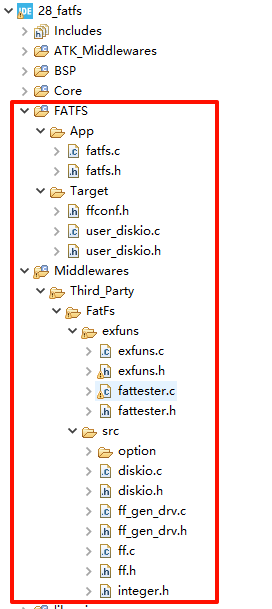 IDE 28_fatfs
Includes
ATK_Middlewares
BSP
Core
FATFS
App
fatfs.c
fatfs.h
Target
ffconf.h
user_diskio.c
user_diskio.h
Middlewares
Third_Party
FatFs
exfuns
exfuns.c
exfuns.h
fattester.c
fattester.h
src
option
diskio.c
diskio.h
ff_gen_drv.c
ff_gen_drv.h
ff.c
ff.h
integer.h